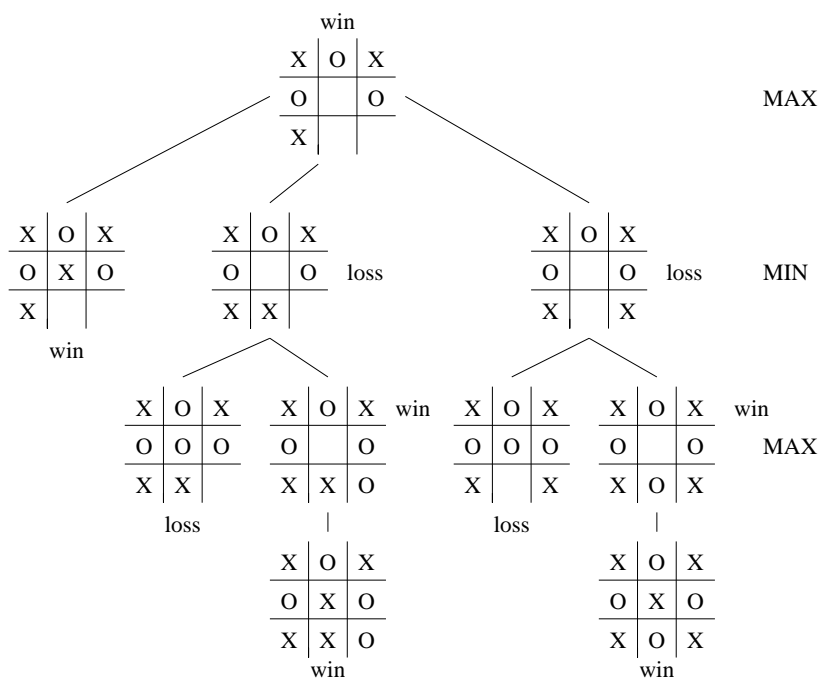 win
X O X
O O MAX
X
X O X X O X X O X
O X O O O loss O O loss MIN
X X X X X
win
X O X X O X win X O X X O X win
O O O O O O O O O O MAX
X X X X O X X X O X
loss loss
X O X X O X
O X O O X O
X X O X O X
win win